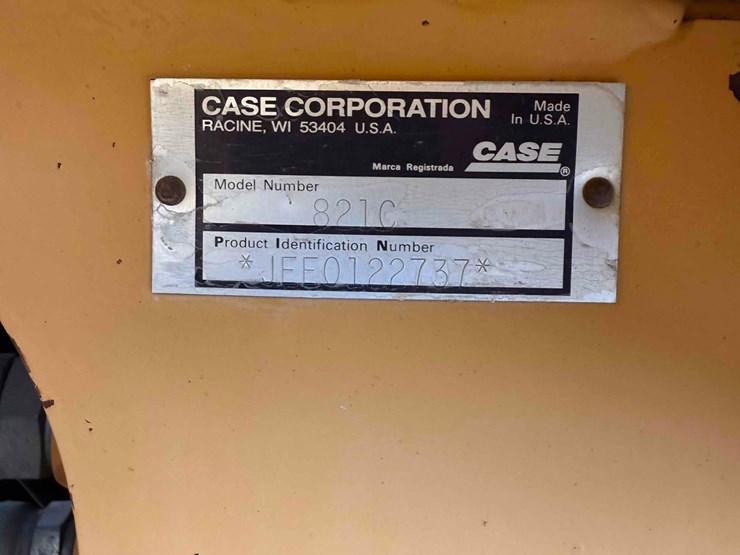 CASE CORPORATION
RACINE, WI 53404 U.S.A.
Made
In U.S.A.
CASE
®
Marca Registrada
Model Number
821C
Product Identification Number
*JEE0122737*